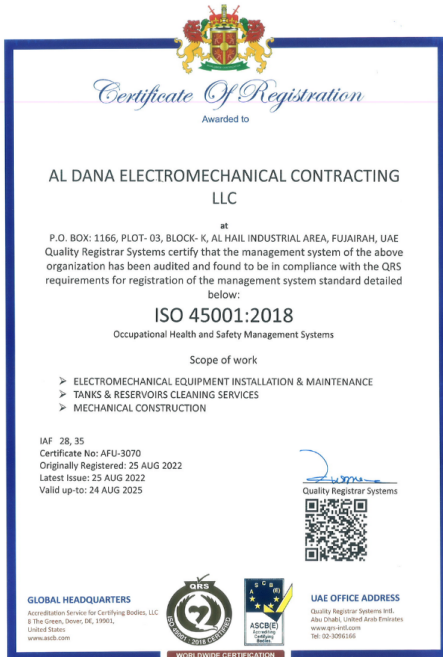 Certificate Of Registration
Awarded to
AL DANA ELECTROMECHANICAL CONTRACTING
LLC
at
P.O. BOX: 1166, PLOT- 03, BLOCK- K, AL HAIL INDUSTRIAL AREA, FUJAIRAH, UAE
Quality Registrar Systems certify that the management system of the above
organization has been audited and found to be in compliance with the QRS
requirements for registration of the management system standard detailed
below:
ISO 45001:2018
Occupational Health and Safety Management Systems
Scope of work
➢ ELECTROMECHANICAL EQUIPMENT INSTALLATION & MAINTENANCE
➢ TANKS & RESERVOIRS CLEANING SERVICES
➢ MECHANICAL CONSTRUCTION
IAF 28, 35
Certificate No: AFU-3070
Originally Registered: 25 AUG 2022
Latest Issue: 25 AUG 2022
Valid up-to: 24 AUG 2025
Quality Registrar Systems
GLOBAL HEADQUARTERS
Accreditation Service for Certifying Bodies, LLC
8 The Green, Dover, DE, 19901,
United States
www.ascb.com
QRS
ISO 45001 : 2018 CERTIFIED
A S C B (E)
ASCB(E)
Accrediting
Certifying
Bodies
UAE OFFICE ADDRESS
Quality Registrar Systems Intl.
Abu Dhabi, United Arab Emirates
www.qrs-intl.com
Tel: 02-3096166
WORLDWIDE CERTIFICATION